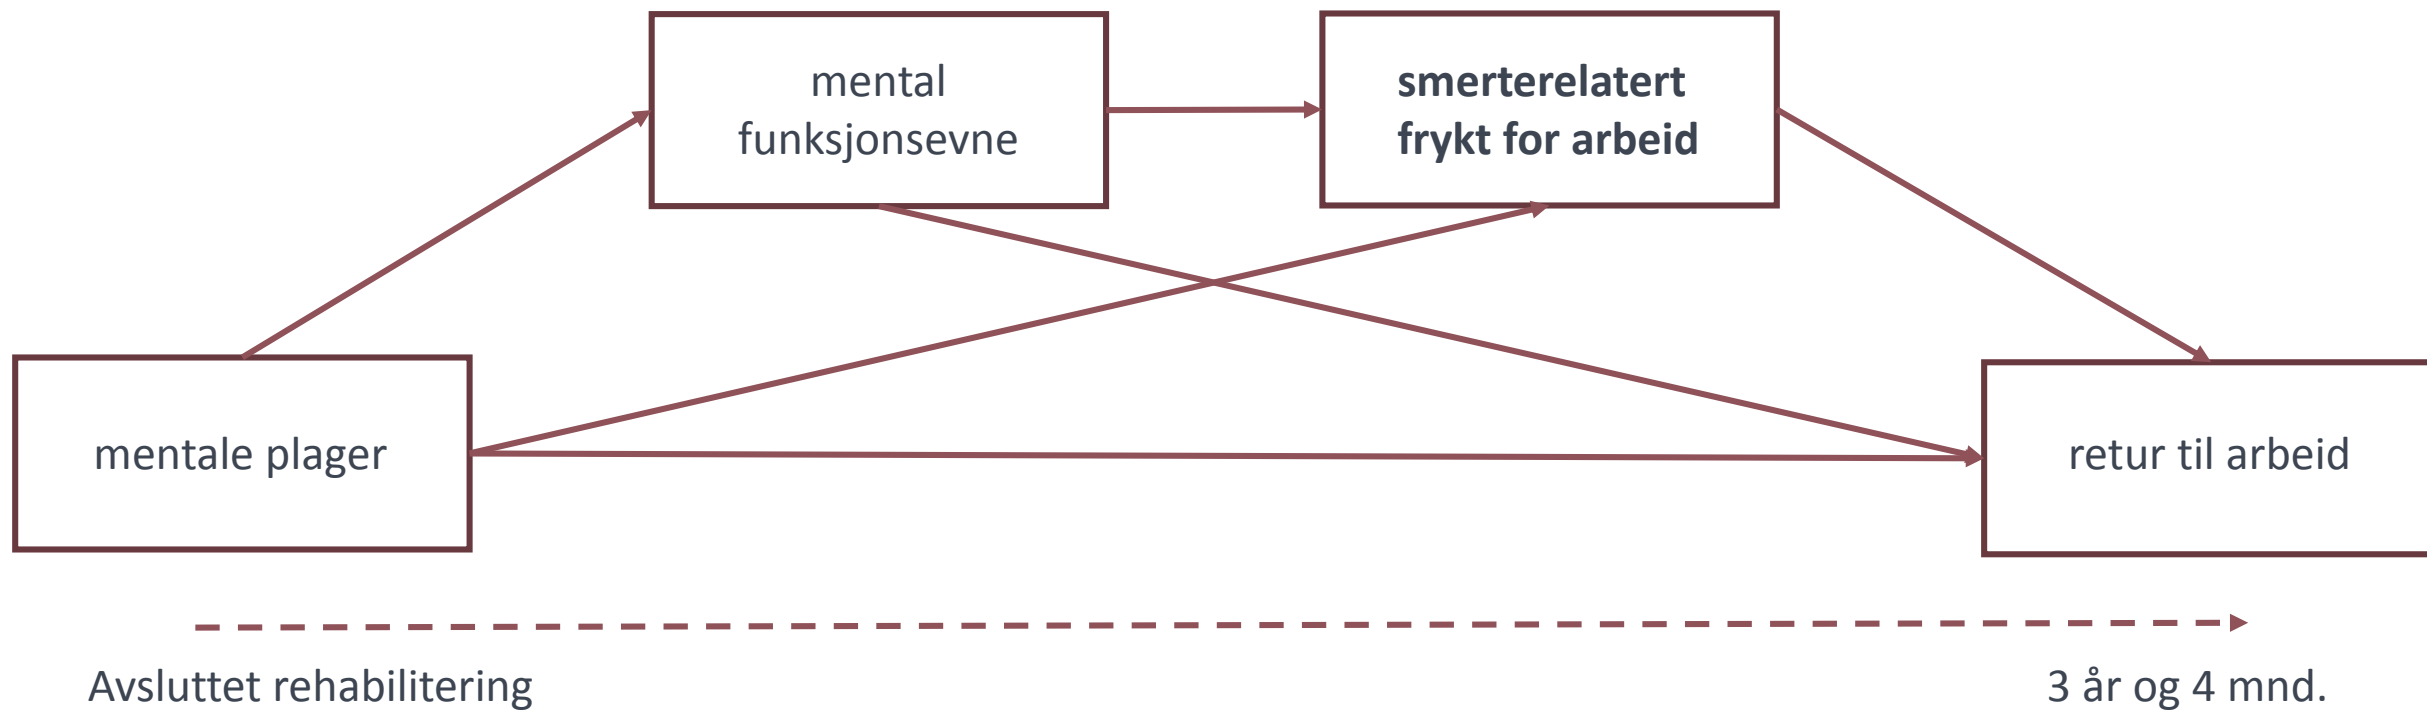 mental
funksjonsevne
smerterelatert
frykt for arbeid
mentale plager
retur til arbeid
Avsluttet rehabilitering
3 år og 4 mnd.